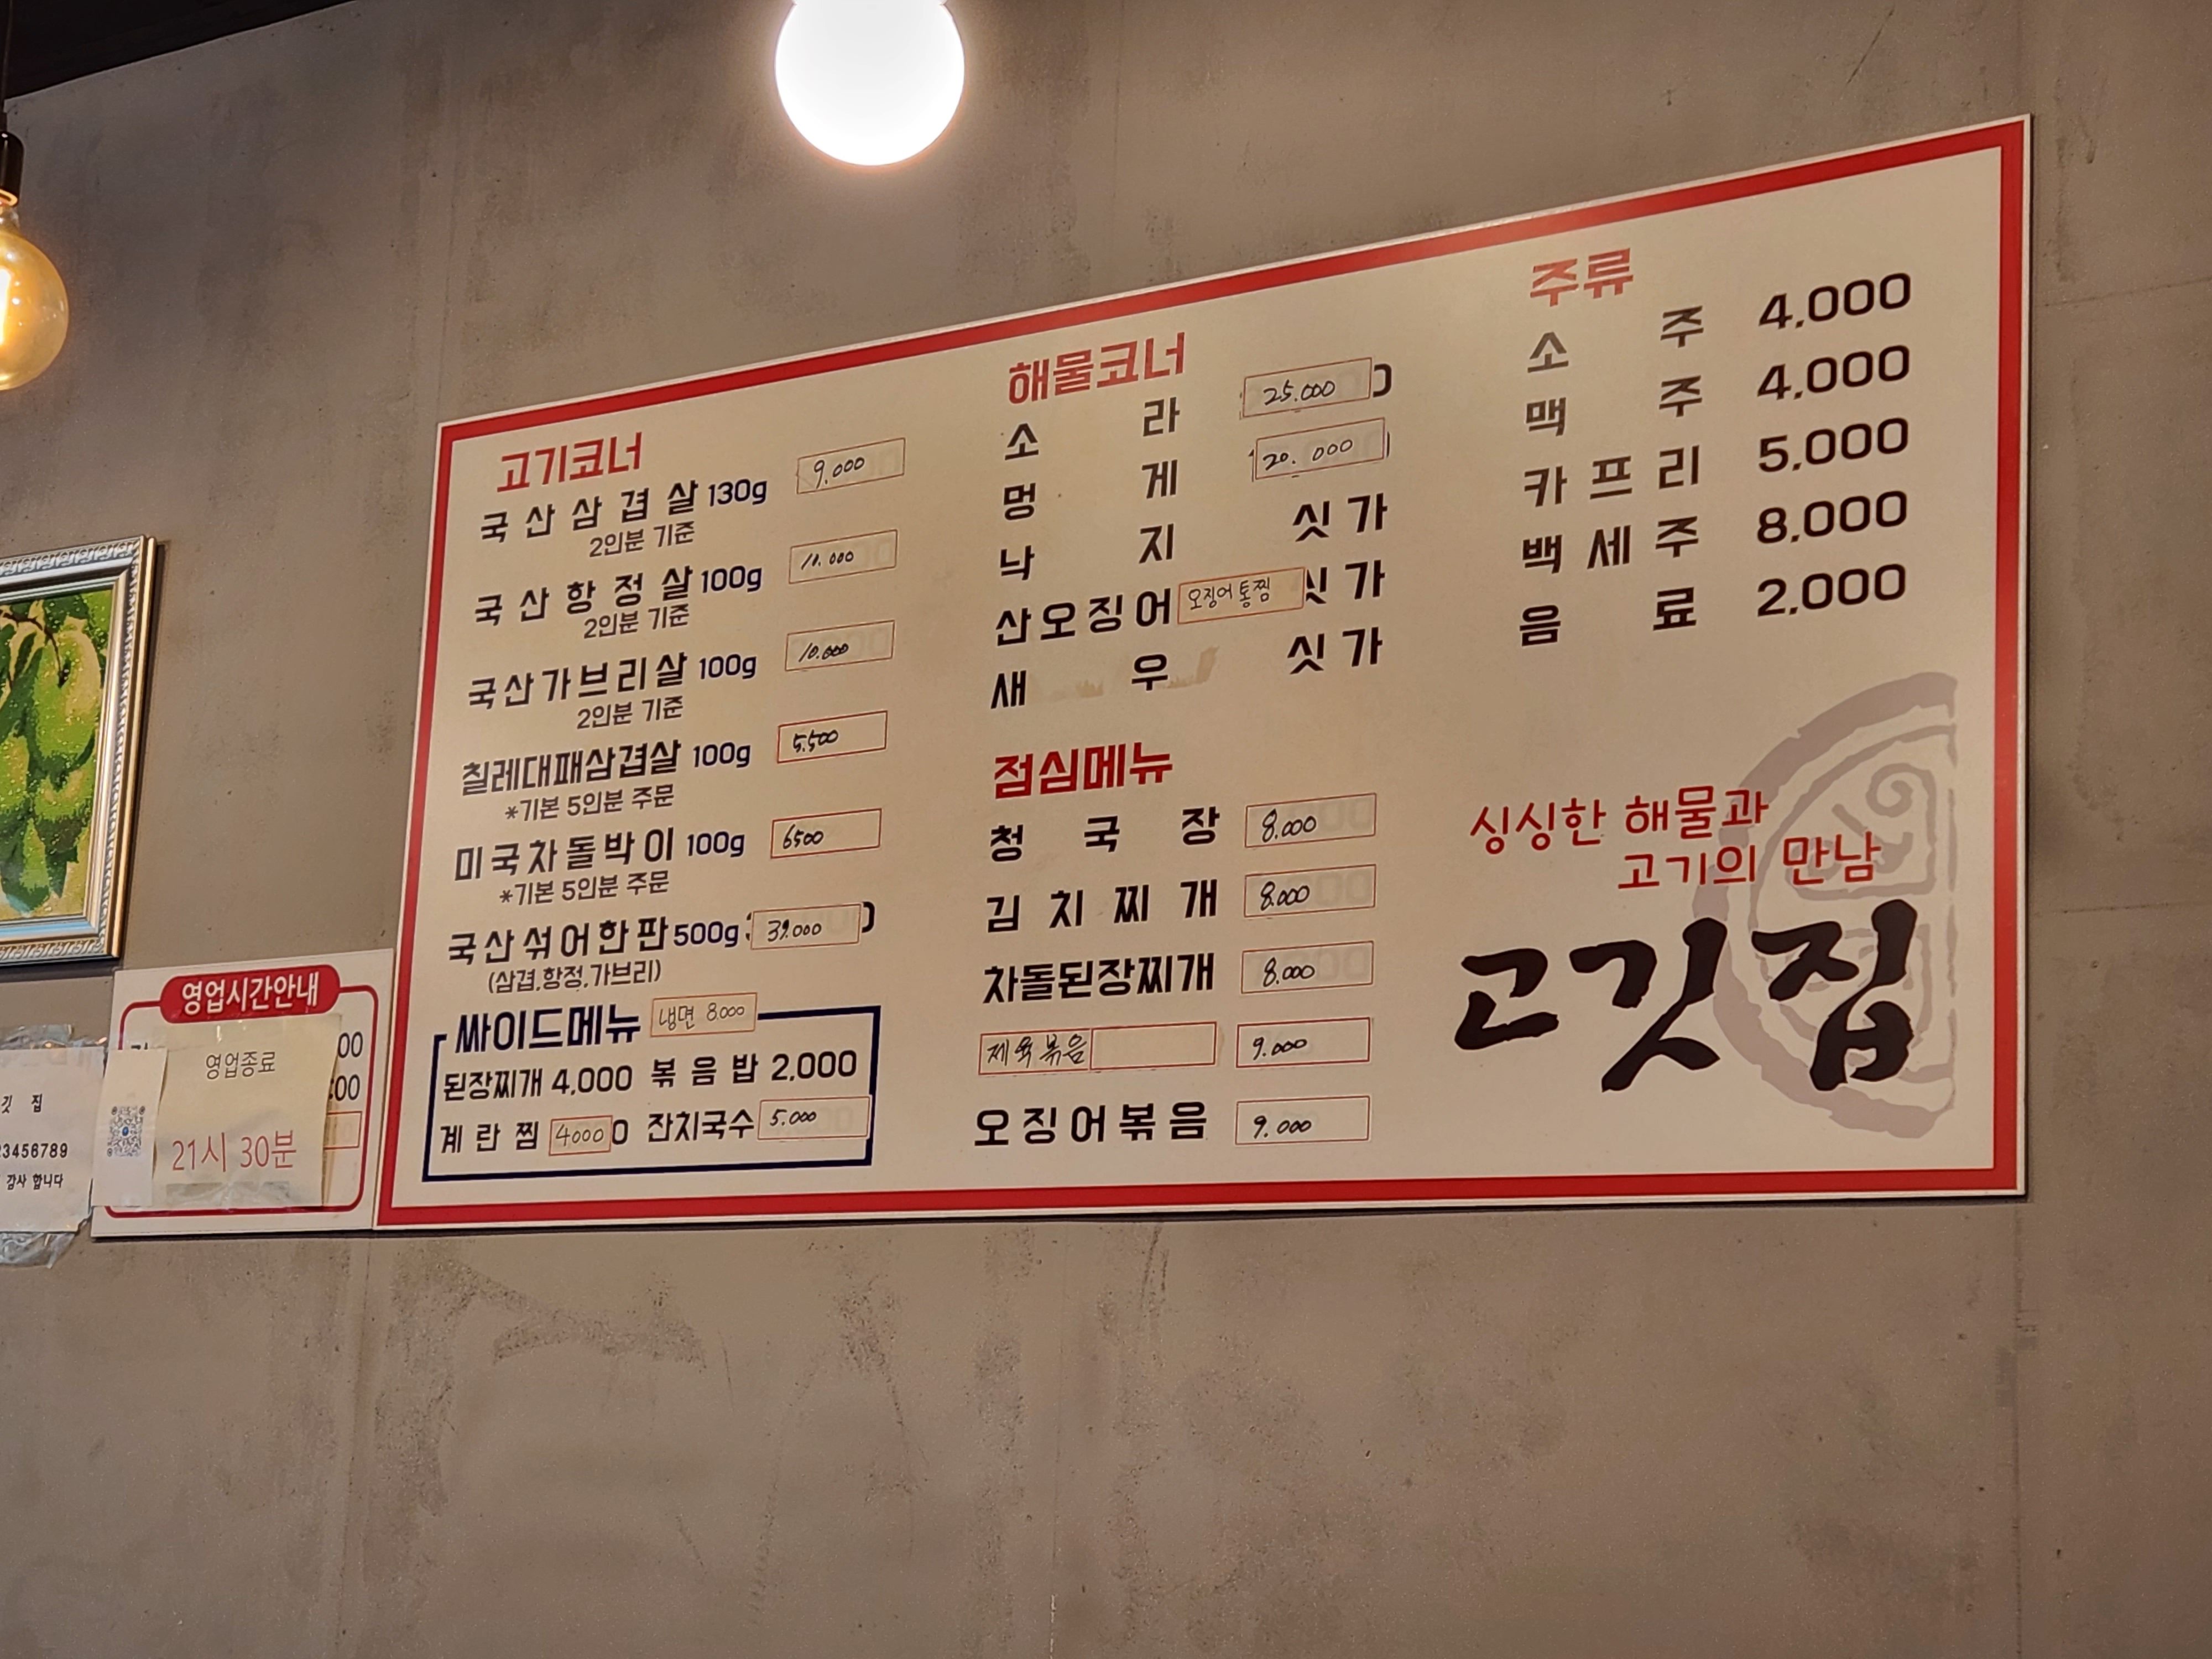 고기코너
국산삼겹살 130g 9.000
2인분 기준
국산항정살 100g 10.000
2인분 기준
국산가브리살 100g 10.000
2인분 기준
칠레대패삼겹살 100g 5.500
*기본 5인분 주문
미국차돌박이 100g 6500
*기본 5인분 주문
국산섞어한판 500g 39.000
(삼겹.항정.가브리)
싸이드메뉴 냉면 8.000
된장찌개 4,000 볶음밥 2,000
계란찜 4000 잔치국수 5.000
해물코너
소라 25.000
멍게 20.000
낙지 싯가
산오징어 오징어통찜 싯가
새우 싯가
점심메뉴
청국장 8.000
김치찌개 8.000
차돌된장찌개 8.000
제육볶음 9.000
오징어볶음 9.000
주류
소주 4,000
맥주 4,000
카프리 5,000
백세주 8,000
음료 2,000
싱싱한 해물과
고기의 만남
고깃집
영업시간안내
영업종료
21시 30분
깃 집
3456789
감사 합니다